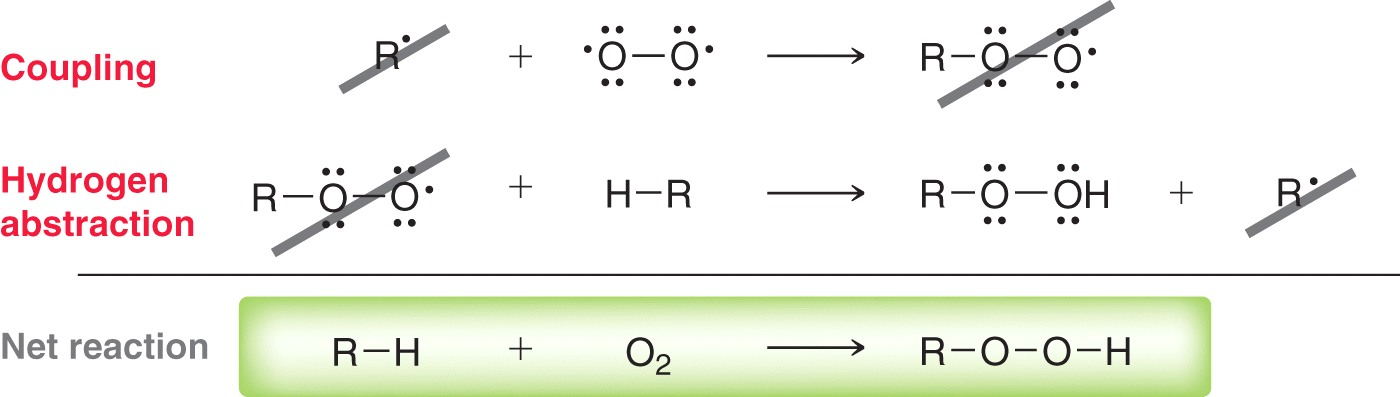 Coupling R• + •O—O• ⟶ R—O—O•
Hydrogen
abstraction R—O—O• + H—R ⟶ R—O—OH + R•
Net reaction R—H + O₂ ⟶ R—O—O—H